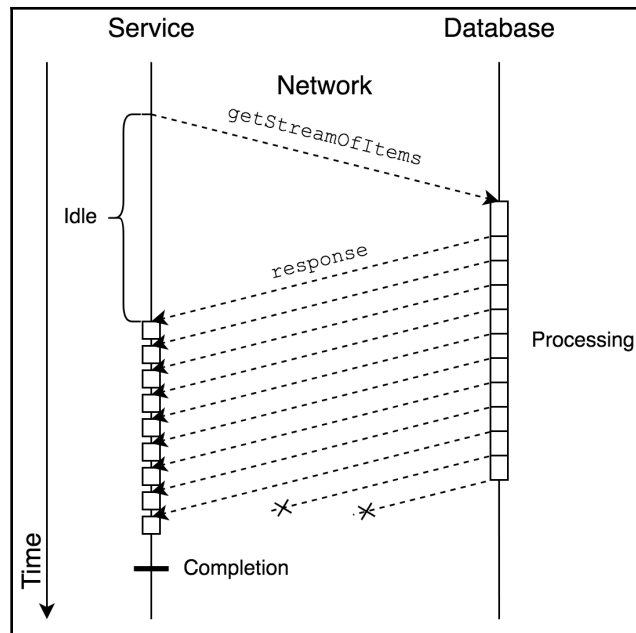 Service
Database
Network
getStreamOfItems
Idle
response
Processing
Completion
Time